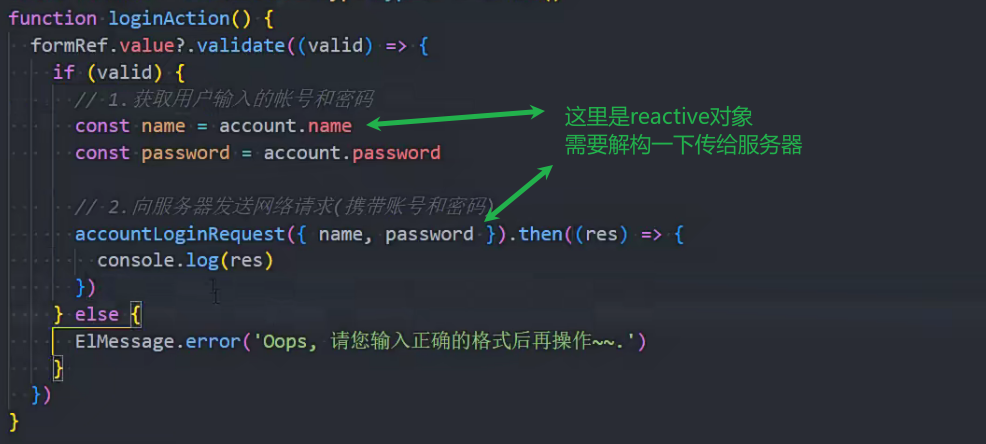 function loginAction() {
formRef.value?.validate((valid) => {
if (valid) {
// 1.获取用户输入的帐号和密码
const name = account.name
const password = account.password
这里是reactive对象
需要解构一下传给服务器
// 2.向服务器发送网络请求(携带账号和密码)
accountLoginRequest({ name, password }).then((res) => {
console.log(res)
})
} else {
ElMessage.error('Oops, 请您输入正确的格式后再操作~~.')
}
})
}